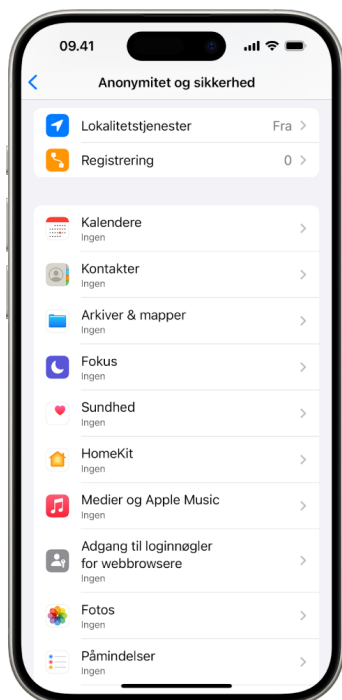 09.41
Anonymitet og sikkerhed
Lokalitetstjenester Fra
Registrering 0
Kalendere
Ingen
Kontakter
Ingen
Arkiver & mapper
Ingen
Fokus
Ingen
Sundhed
Ingen
HomeKit
Ingen
Medier og Apple Music
Ingen
Adgang til loginnøgler
for webbrowsere
Ingen
Fotos
Ingen
Påmindelser
Ingen